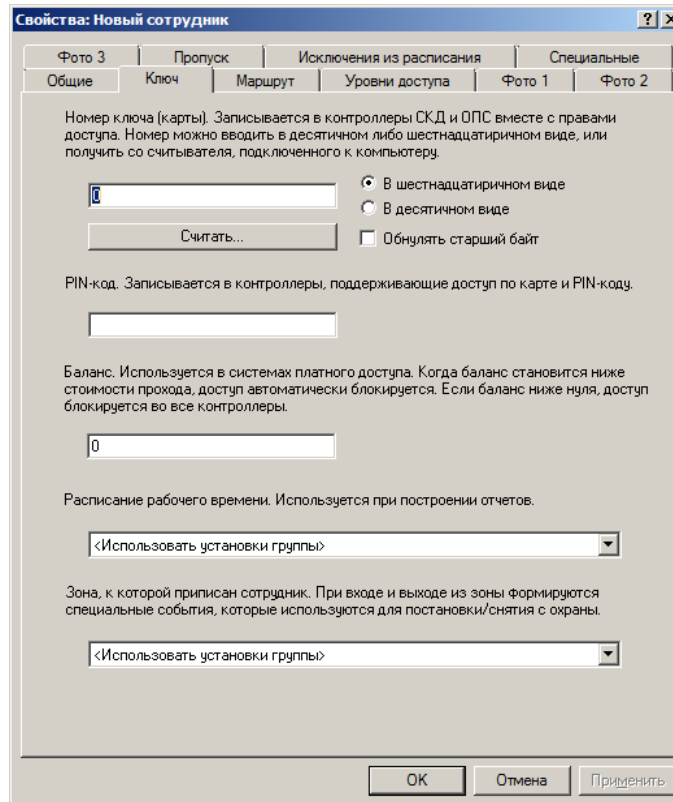 Свойства: Новый сотрудник
Фото 3
Пропуск
Исключения из расписания
Специальные
Общие
Ключ
Маршрут
Уровни доступа
Фото 1
Фото 2
Номер ключа (карты). Записывается в контроллеры СКД и ОПС вместе с правами
доступа. Номер можно вводить в десятичном либо шестнадцатиричном виде, или
получить со считывателя, подключенного к компьютеру.
0
В шестнадцатиричном виде
В десятичном виде
Считать...
Обнулять старший байт
PIN-код. Записывается в контроллеры, поддерживающие доступ по карте и PIN-коду.
Баланс. Используется в системах платного доступа. Когда баланс становится ниже
стоимости прохода, доступ автоматически блокируется. Если баланс ниже нуля, доступ
блокируется во все контроллеры.
0
Расписание рабочего времени. Используется при построении отчетов.
<Использовать установки группы>
Зона, к которой приписан сотрудник. При входе и выходе из зоны формируются
специальные события, которые используются для постановки/снятия с охраны.
<Использовать установки группы>
OK
Отмена
Применить